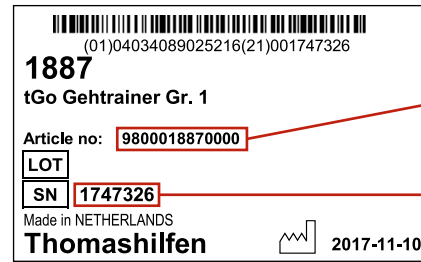 (01)04034089025216(21)001747326
1887
tGo Gehtrainer Gr. 1
Article no: 9800018870000
LOT
SN 1747326
Made in NETHERLANDS
Thomashilfen 2017-11-10